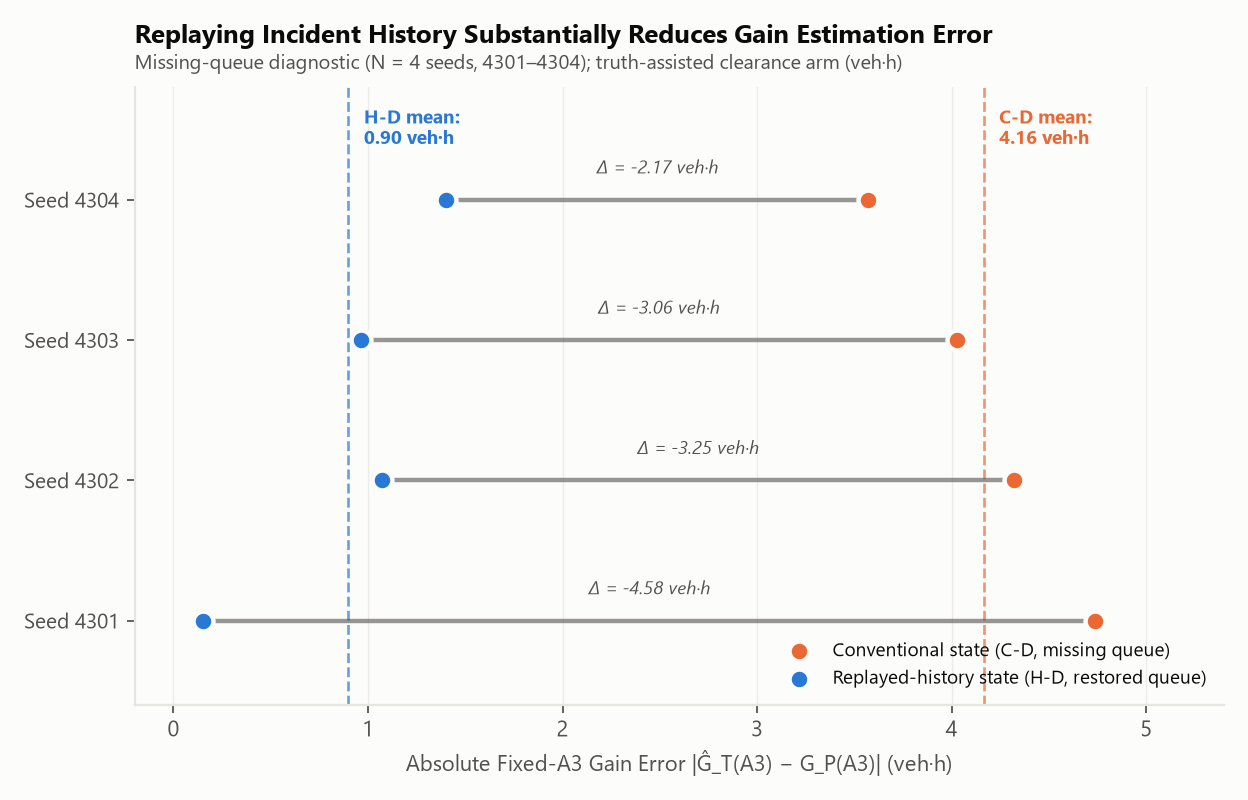 Replaying Incident History Substantially Reduces Gain Estimation Error
Missing-queue diagnostic (N = 4 seeds, 4301–4304); truth-assisted clearance arm (veh·h)
H-D mean:
0.90 veh·h
C-D mean:
4.16 veh·h
Δ = -2.17 veh·h
Seed 4304
Δ = -3.06 veh·h
Seed 4303
Δ = -3.25 veh·h
Seed 4302
Δ = -4.58 veh·h
Seed 4301
Conventional state (C-D, missing queue)
Replayed-history state (H-D, restored queue)
0 1 2 3 4 5
Absolute Fixed-A3 Gain Error |Ĝ_T(A3) − G_P(A3)| (veh·h)